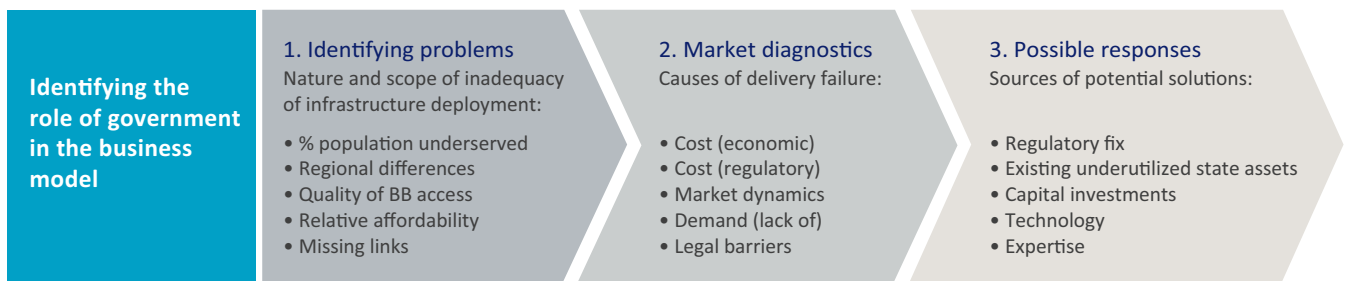 Identifying the
role of government
in the business
model
1. Identifying problems
Nature and scope of inadequacy
of infrastructure deployment:
• % population underserved
• Regional differences
• Quality of BB access
• Relative affordability
• Missing links
2. Market diagnostics
Causes of delivery failure:
• Cost (economic)
• Cost (regulatory)
• Market dynamics
• Demand (lack of)
• Legal barriers
3. Possible responses
Sources of potential solutions:
• Regulatory fix
• Existing underutilized state assets
• Capital investments
• Technology
• Expertise